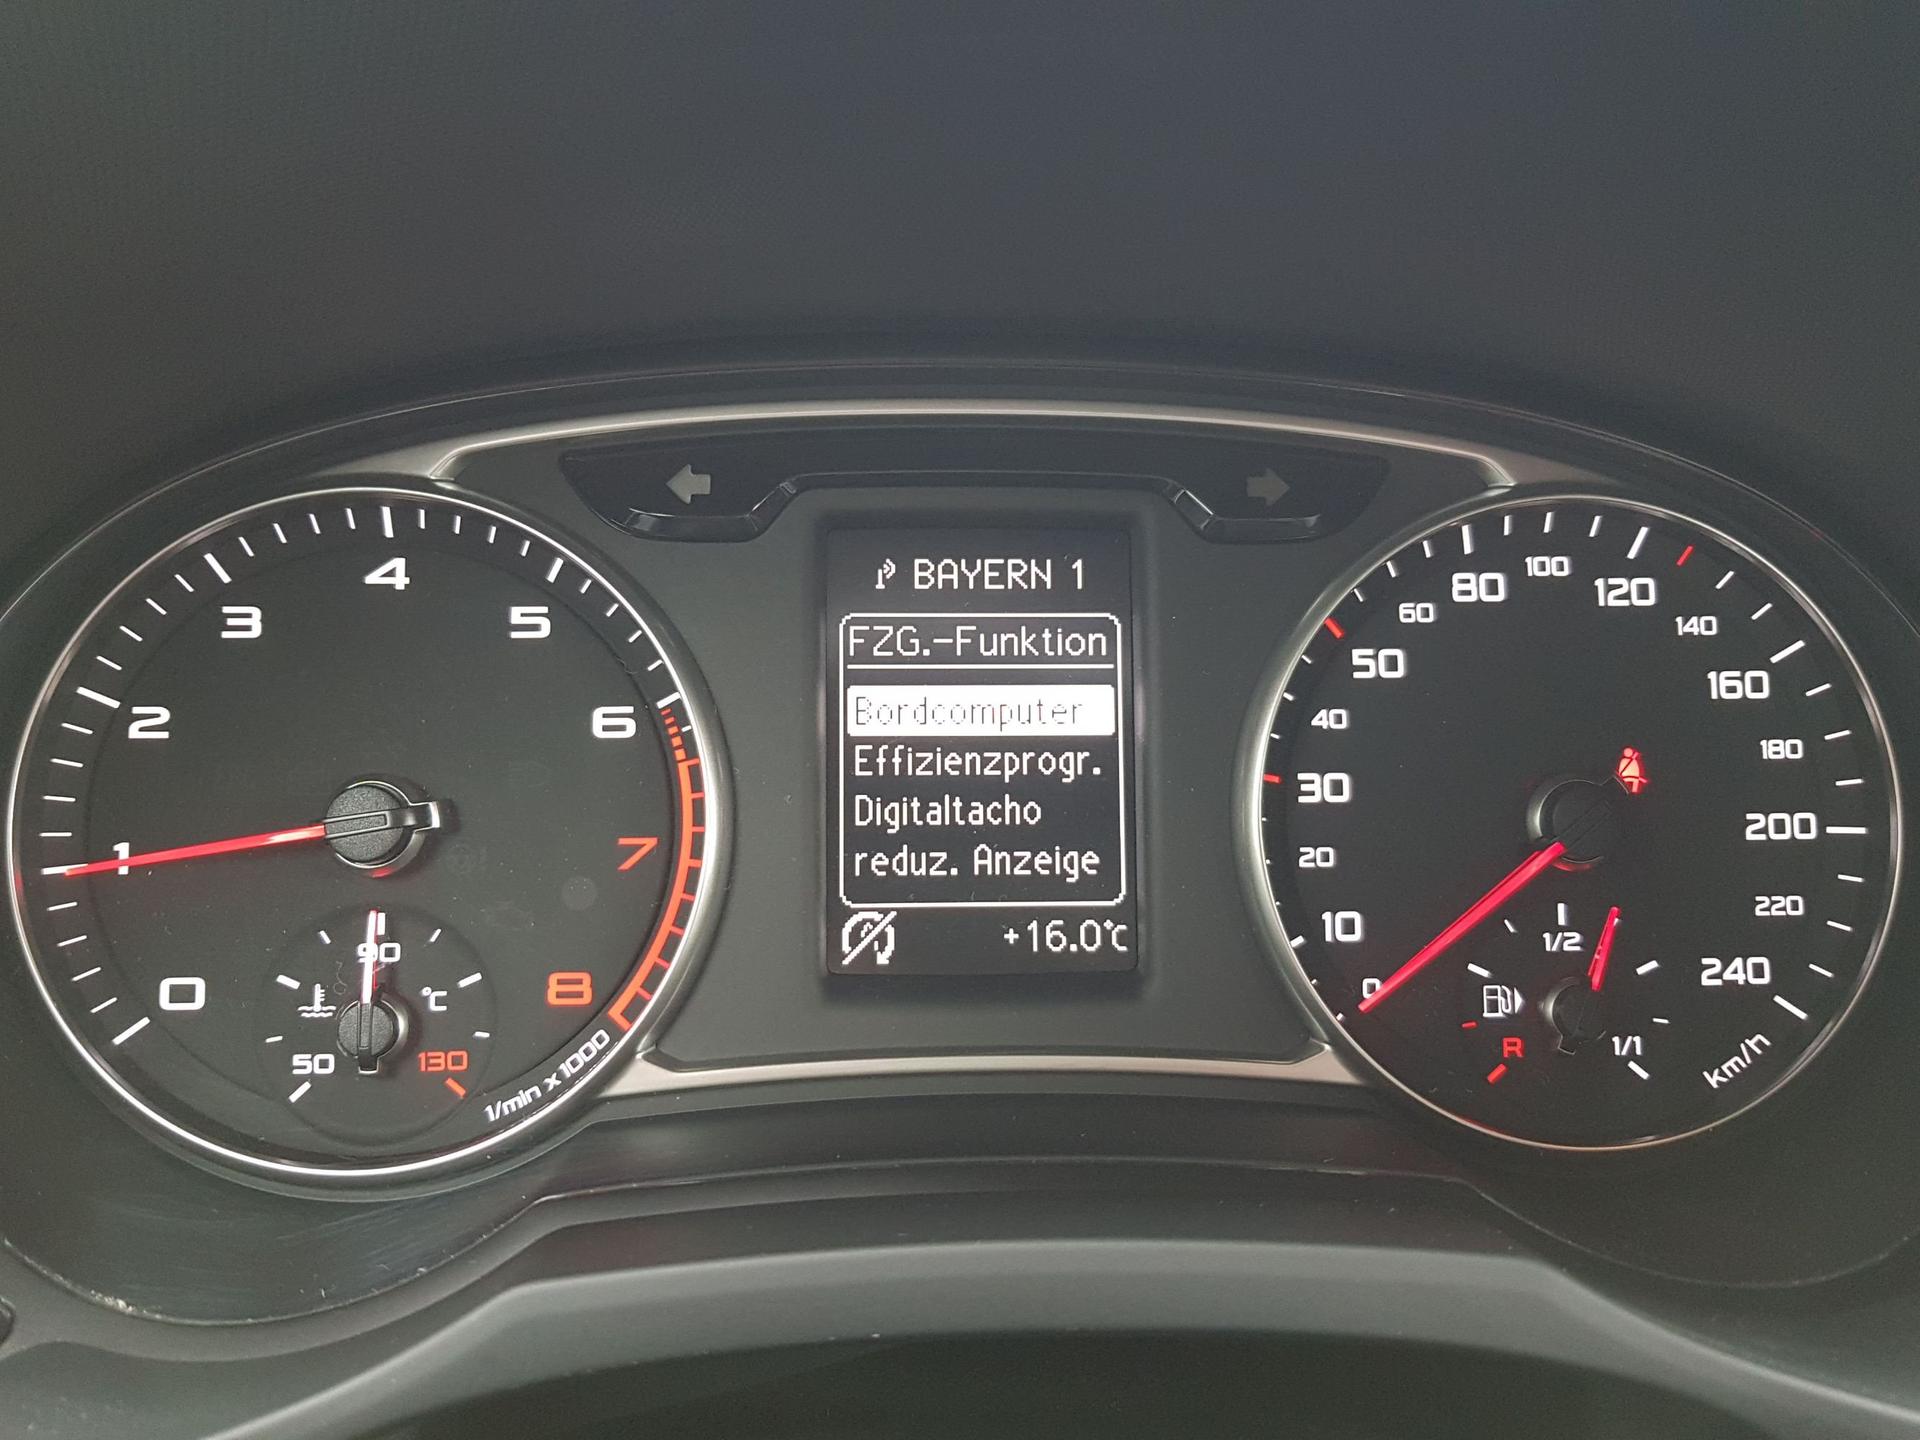 0
1
2
3
4
5
6
7
8
1/min x 1000
50
90
130
°C
BAYERN 1
FZG.-Funktion
Bordcomputer
Effizienzprogr.
Digitaltacho
reduz. Anzeige
+16.0°C
0
10
20
30
40
50
60
80
100
120
140
160
180
200
220
240
km/h
R
1/2
1/1